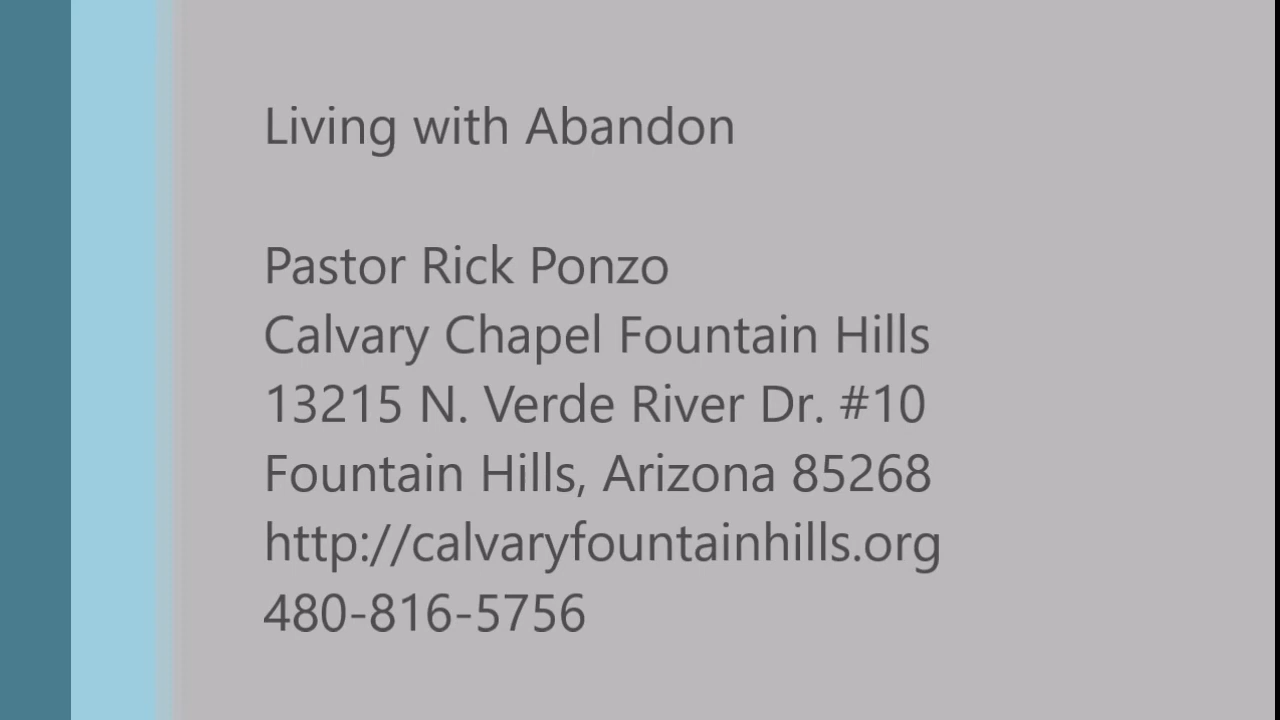 Living with Abandon
Pastor Rick Ponzo
Calvary Chapel Fountain Hills
13215 N. Verde River Dr. #10
Fountain Hills, Arizona 85268
http://calvaryfountainhills.org
480-816-5756